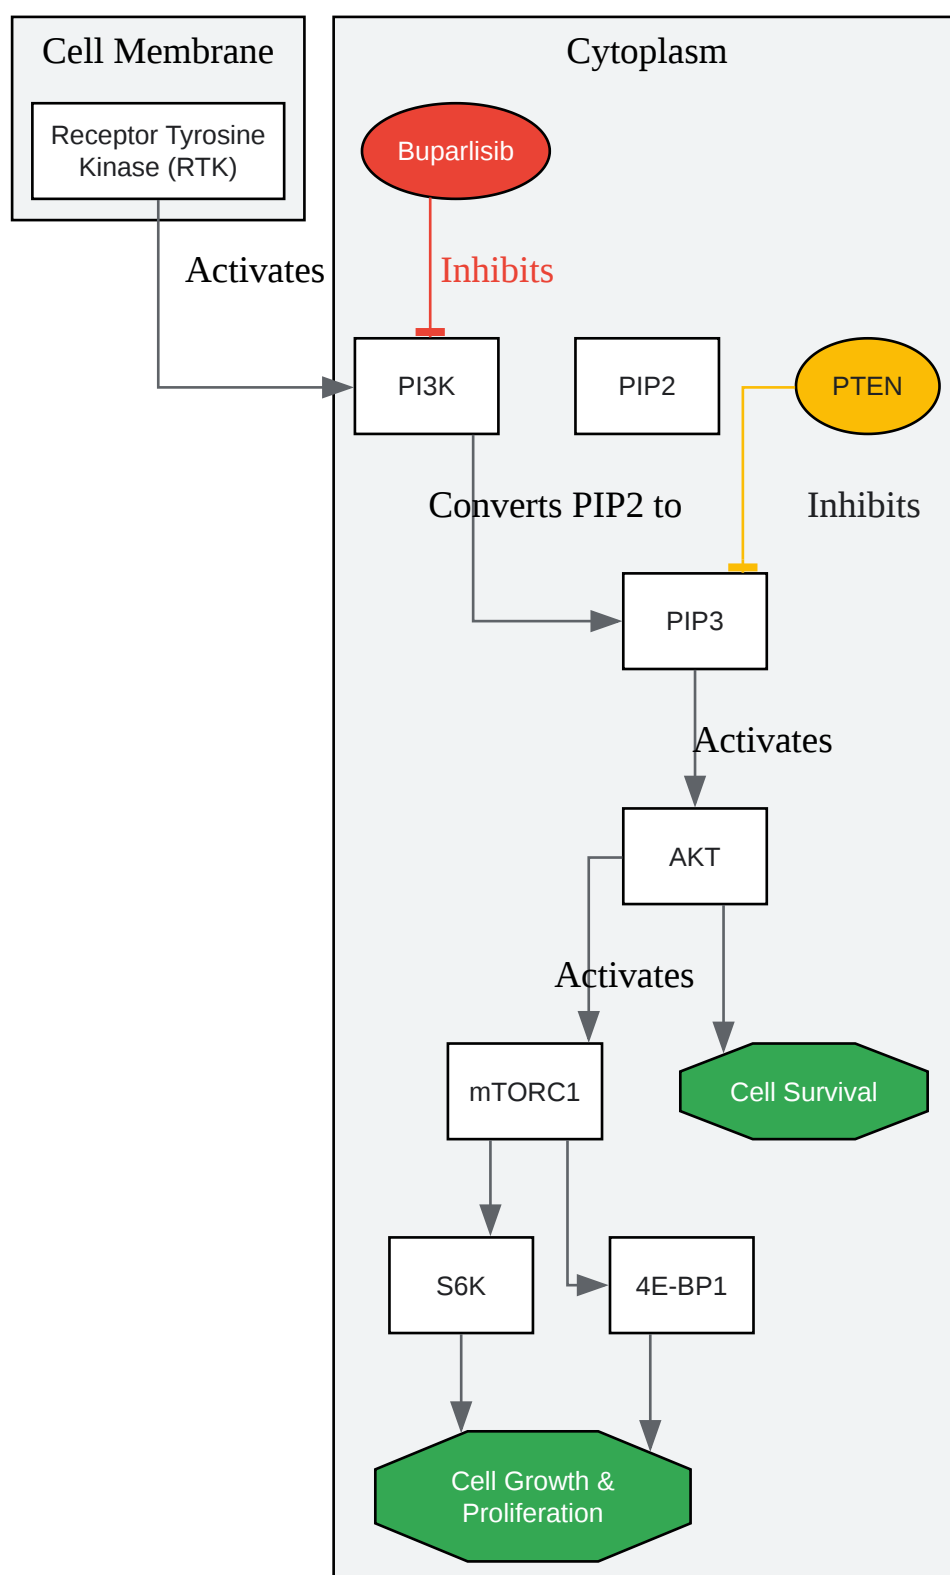 Cell Membrane
Cytoplasm
Receptor Tyrosine
Kinase (RTK)
Buparlisib
Activates
Inhibits
PI3K
PIP2
PTEN
Converts PIP2 to
Inhibits
PIP3
Activates
AKT
Activates
mTORC1
Cell Survival
S6K
4E-BP1
Cell Growth &
Proliferation